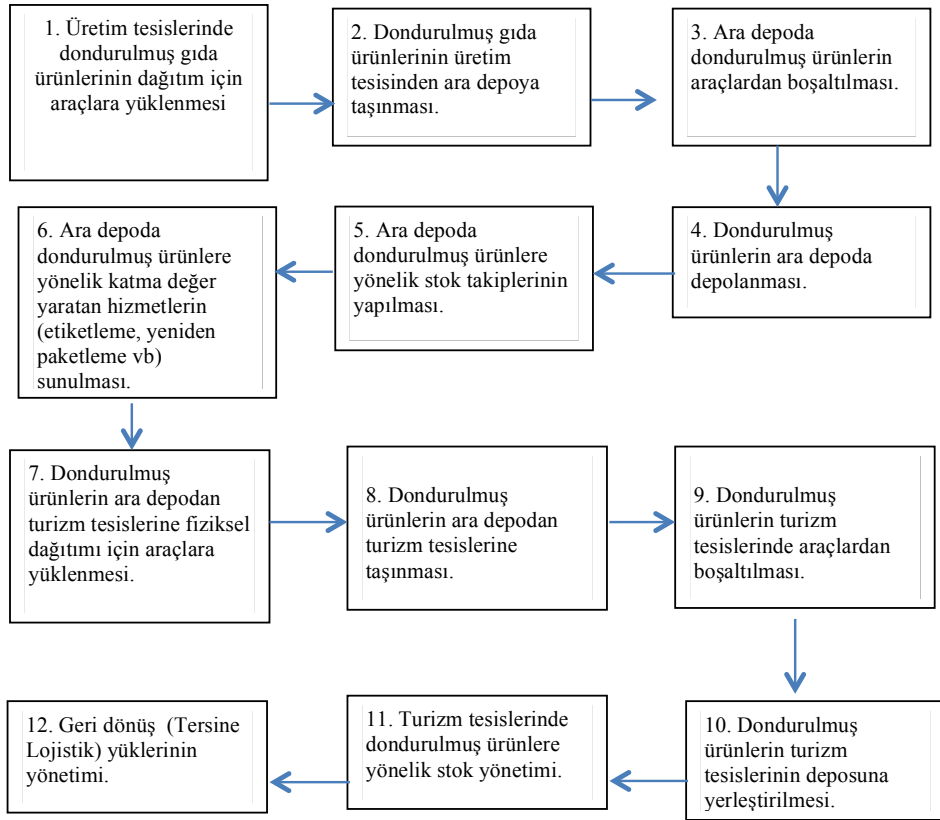 1. Üretim tesislerinde
dondurulmuş gıda
ürünlerinin dağıtım için
araçlara yüklenmesi
2. Dondurulmuş gıda
ürünlerinin üretim
tesisinden ara depoya
taşınması.
3. Ara depoda
dondurulmuş ürünlerin
araçlardan boşaltılması.
4. Dondurulmuş
ürünlerin ara depoda
depolanması.
5. Ara depoda
dondurulmuş ürünlere
yönelik stok takiplerinin
yapılması.
6. Ara depoda
dondurulmuş ürünlere
yönelik katma değer
yaratan hizmetlerin
(etiketleme, yeniden
paketleme vb)
sunulması.
7. Dondurulmuş
ürünlerin ara depodan
turizm tesislerine fiziksel
dağıtımı için araçlara
yüklenmesi.
8. Dondurulmuş
ürünlerin ara depodan
turizm tesislerine
taşınması.
9. Dondurulmuş
ürünlerin turizm
tesislerinde araçlardan
boşaltılması.
10. Dondurulmuş
ürünlerin turizm
tesislerinin deposuna
yerleştirilmesi.
11. Turizm tesislerinde
dondurulmuş ürünlere
yönelik stok yönetimi.
12. Geri dönüş (Tersine
Lojistik) yüklerinin
yönetimi.